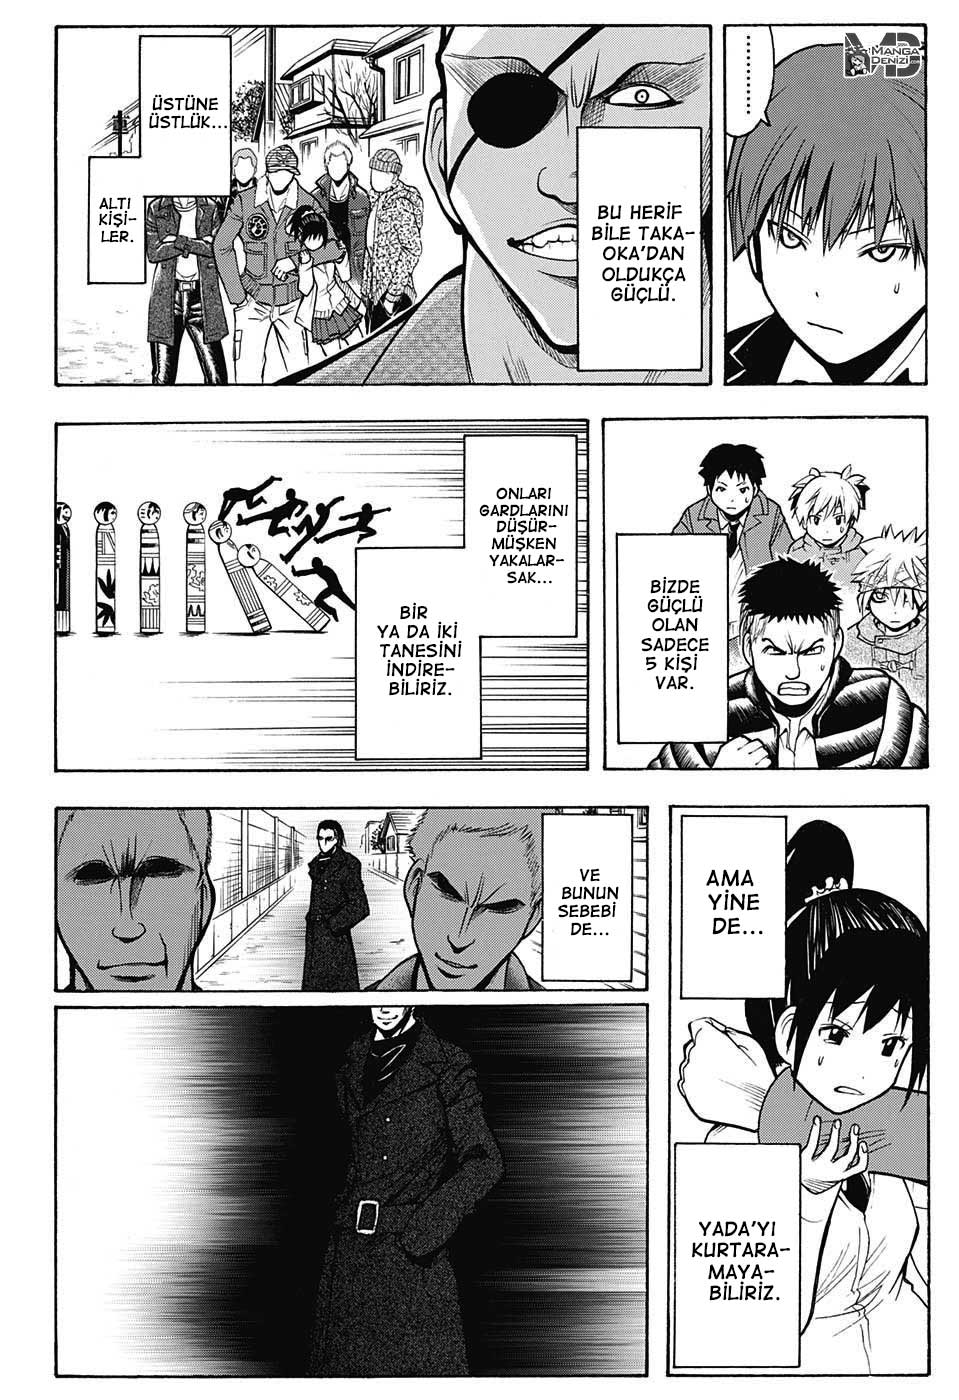 MANGA
DENİZİ.com
..........
BU HERİF
BİLE TAKA-
OKA'DAN
OLDUKÇA
GÜÇLÜ.
ÜSTÜNE
ÜSTLÜK...
ALTI
KİŞİ-
LER.
BİZDE
GÜÇLÜ
OLAN
SADECE
5 KİŞİ
VAR.
ONLARI
GARDLARINI
DÜŞÜR-
MÜŞKEN
YAKALAR-
SAK...
BİR
YA DA İKİ
TANESİNİ
İNDİRE-
BİLİRİZ.
AMA
YİNE
DE...
YADA'YI
KURTARA-
MAYA-
BİLİRİZ.
VE
BUNUN
SEBEBİ
DE...